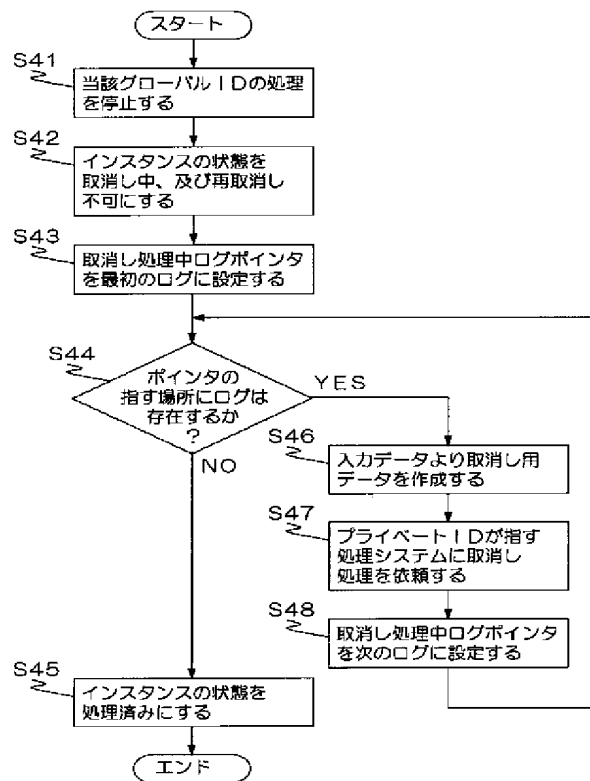 スタート
S41
当該グローバルIDの処理
を停止する
S42
インスタンスの状態を
取消し中、及び再取消し
不可にする
S43
取消し処理中ログポインタ
を最初のログに設定する
S44
ポインタの
指す場所にログは
存在するか
?
YES
NO
S46
入力データより取消し用
データを作成する
S47
プライベートIDが指す
処理システムに取消し
処理を依頼する
S48
取消し処理中ログポインタ
を次のログに設定する
S45
インスタンスの状態を
処理済みにする
エンド